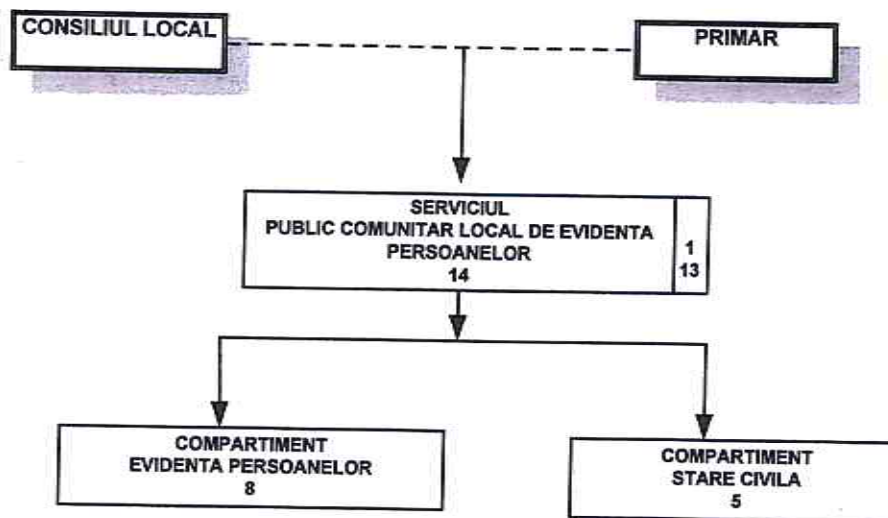 CONSILIUL LOCAL
PRIMAR
SERVICIUL
PUBLIC COMUNITAR LOCAL DE EVIDENTA
PERSOANELOR
14
1
13
COMPARTIMENT
EVIDENTA PERSOANELOR
8
COMPARTIMENT
STARE CIVILA
5